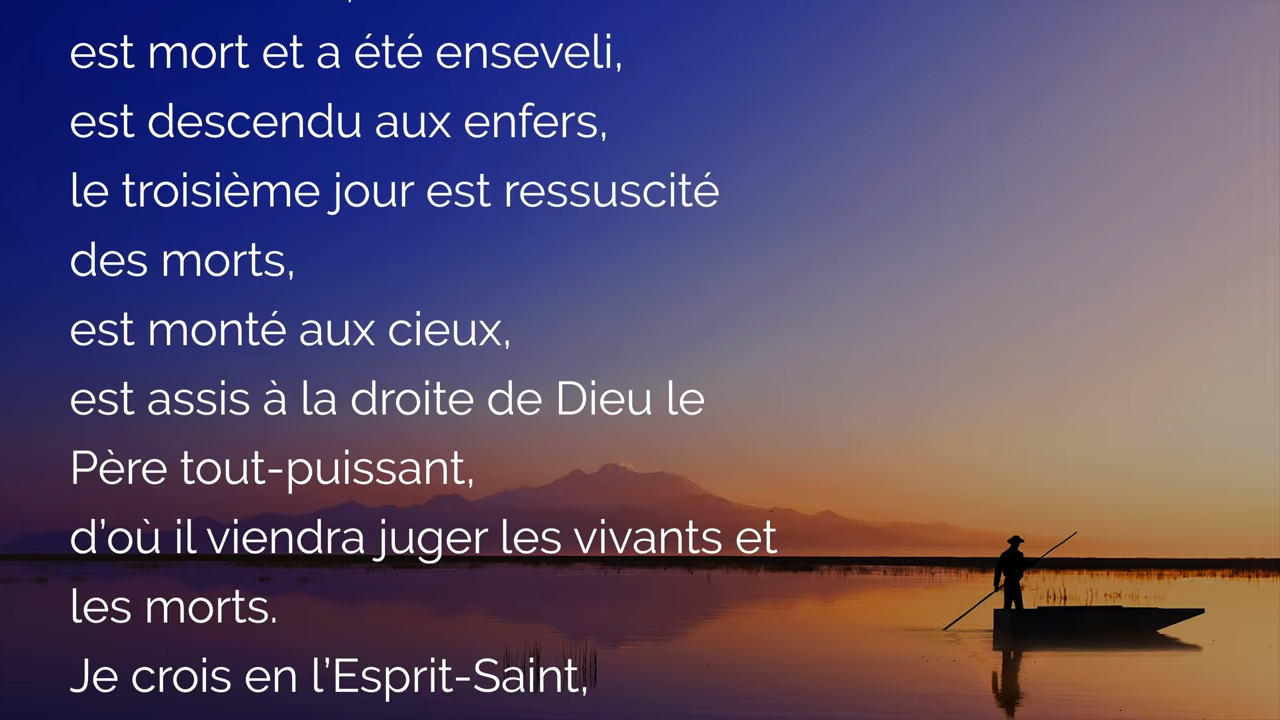 est mort et a été enseveli,
est descendu aux enfers,
le troisième jour est ressuscité
des morts,
est monté aux cieux,
est assis à la droite de Dieu le
Père tout-puissant,
d’où il viendra juger les vivants et
les morts.
Je crois en l’Esprit-Saint,